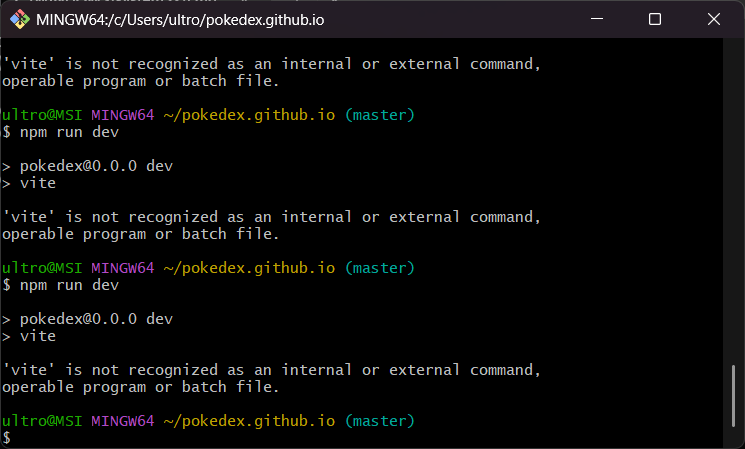 MINGW64:/c/Users/ultro/pokedex.github.io
'vite' is not recognized as an internal or external command,
operable program or batch file.
ultro@MSI MINGW64 ~/pokedex.github.io (master)
$ npm run dev
> pokedex@0.0.0 dev
> vite
'vite' is not recognized as an internal or external command,
operable program or batch file.
ultro@MSI MINGW64 ~/pokedex.github.io (master)
$ npm run dev
> pokedex@0.0.0 dev
> vite
'vite' is not recognized as an internal or external command,
operable program or batch file.
ultro@MSI MINGW64 ~/pokedex.github.io (master)
$